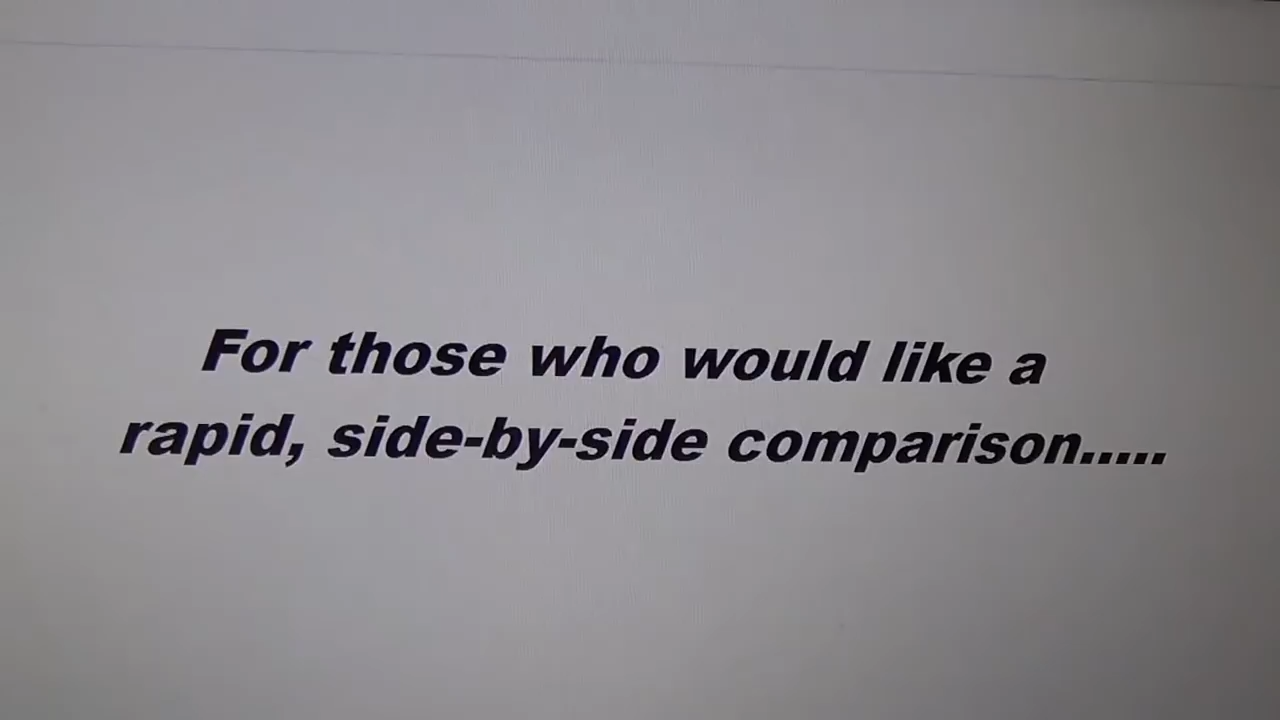 For those who would like a
rapid, side-by-side comparison.....